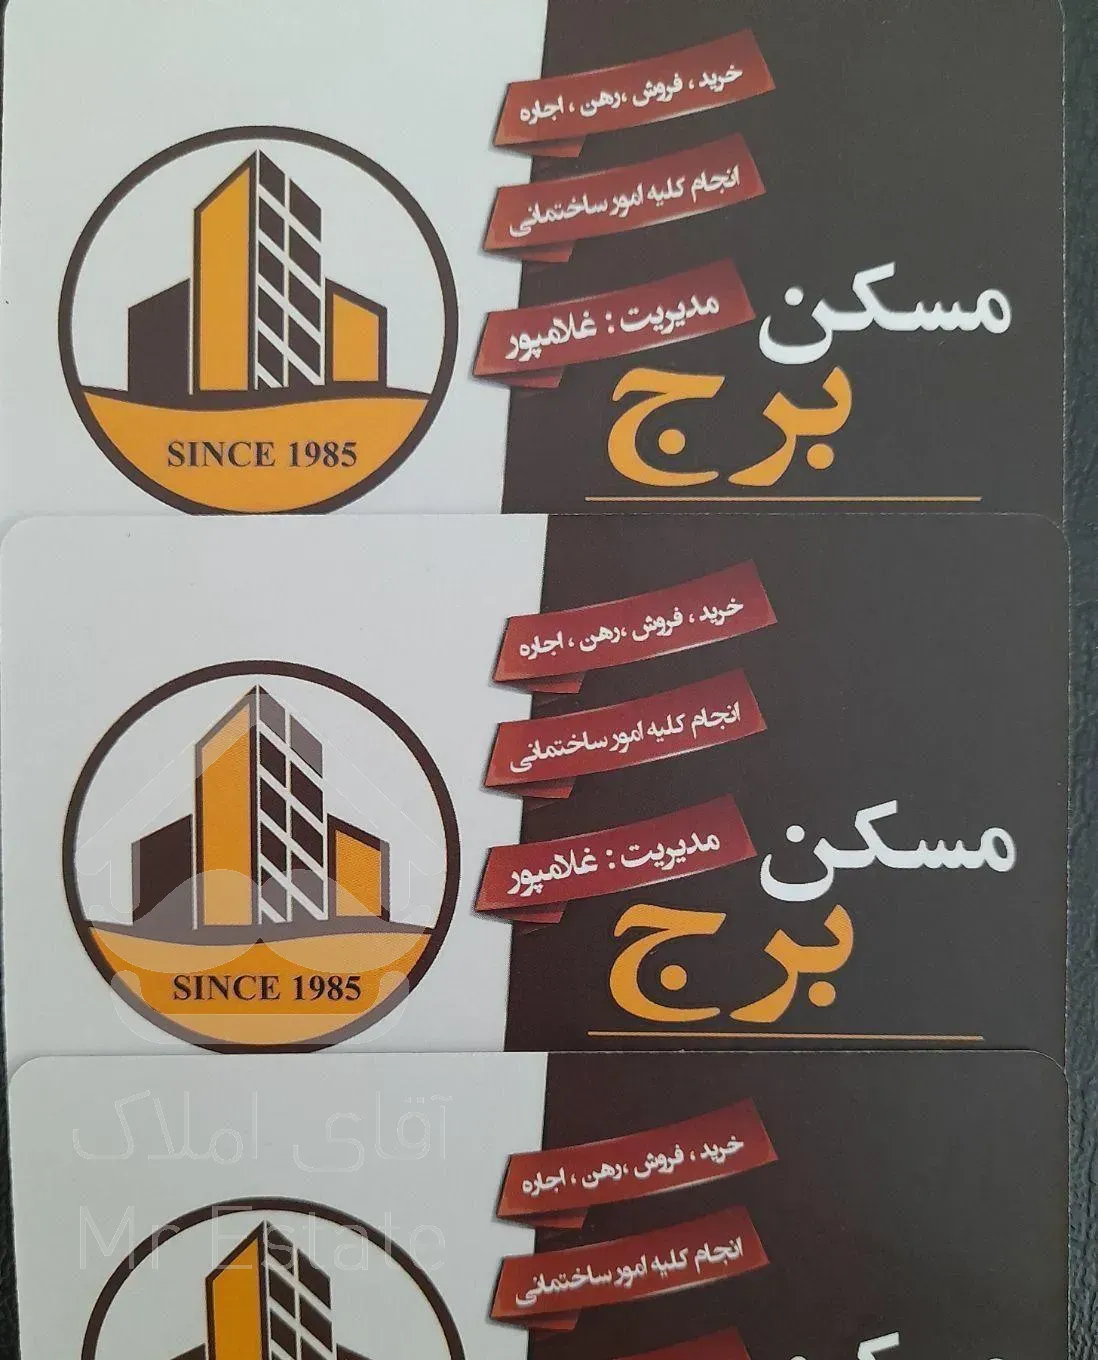 خرید ، فروش ،رهن ، اجاره
انجام کلیه امور ساختمانی
مدیریت : غلامپور
مسکن
برج
SINCE 1985
خرید ، فروش ،رهن ، اجاره
انجام کلیه امور ساختمانی
مدیریت : غلامپور
مسکن
برج
SINCE 1985
آقای املاک
Mr Estate
خرید ، فروش ،رهن ، اجاره
انجام کلیه امور ساختمانی